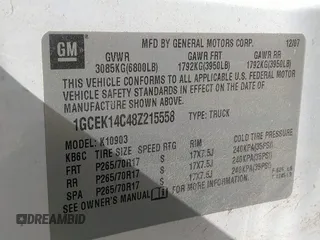 GM
MFD BY GENERAL MOTORS CORP. 12/07
GVWR GAWR FRT GAWR RR
3085KG(6800LB) 1792KG(3950LB) 1792KG(3950LB)
THIS VEHICLE CONFORMS TO ALL APPLICABLE U.S. FEDERAL MOTOR
VEHICLE SAFETY STANDARDS IN EFFECT ON THE DATE OF
MANUFACTURE SHOWN ABOVE.
1GCEK14C48Z215558 TYPE: TRUCK
MODEL: K10903
KB6C TIRE SIZE SPEED RTG RIM
FRT P265/70R17 S 17X7.5J 240KPA(35PSI)
RR P265/70R17 S 17X7.5J 240KPA(35PSI)
SPA P265/70R17 S 17X7.5J 240KPA(35PSI)
SEE OWNER'S MANUAL FOR MORE INFORMATION.
DREAMBID